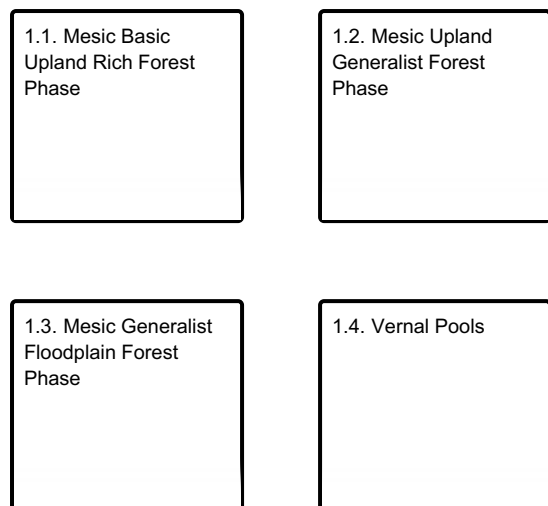 1.1. Mesic Basic
Upland Rich Forest
Phase
1.2. Mesic Upland
Generalist Forest
Phase
1.3. Mesic Generalist
Floodplain Forest
Phase
1.4. Vernal Pools